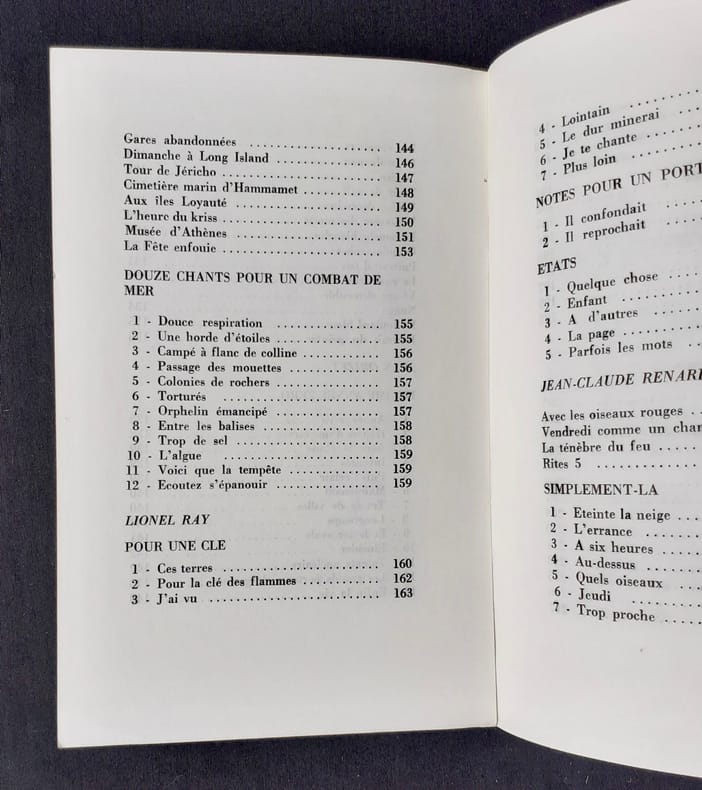 Gares abandonnées ..................... 144
Dimanche à Long Island ................ 146
Tour de Jéricho ........................ 147
Cimetière marin d'Hammamet ............ 148
Aux îles Loyauté ....................... 149
L'heure du kriss ........................ 150
Musée d'Athènes ....................... 151
La Fête enfouie ........................ 153
DOUZE CHANTS POUR UN COMBAT DE
MER
1 - Douce respiration ................ 155
2 - Une horde d'étoiles ............... 155
3 - Campé à flanc de colline ............ 156
4 - Passage des mouettes .............. 156
5 - Colonies de rochers ................ 157
6 - Torturés ........................ 157
7 - Orphelin émancipé ................ 157
8 - Entre les balises .................. 158
9 - Trop de sel ...................... 158
10 - L'algue ........................ 159
11 - Voici que la tempête .............. 159
12 - Ecoutez s'épanouir ................ 159
LIONEL RAY
POUR UNE CLE
1 - Ces terres ........................ 160
2 - Pour la clé des flammes ............ 162
3 - J'ai vu .......................... 163
4 - Lointain ..........
5 - Le dur minerai ...
6 - Je te chante .......
7 - Plus loin ..........
NOTES POUR UN PORT
1 - Il confondait ......
2 - Il reprochait ......
ETATS
1 - Quelque chose ....
2 - Enfant ..........
3 - A d'autres .......
4 - La page .........
5 - Parfois les mots ..
JEAN-CLAUDE RENAR
Avec les oiseaux rouges ..
Vendredi comme un chan
La ténèbre du feu .....
Rites 5 .............
SIMPLEMENT-LA
1 - Eteinte la neige ...
2 - L'errance ........
3 - A six heures ......
4 - Au-dessus .......
5 - Quels oiseaux ....
6 - Jeudi ..........
7 - Trop proche .....